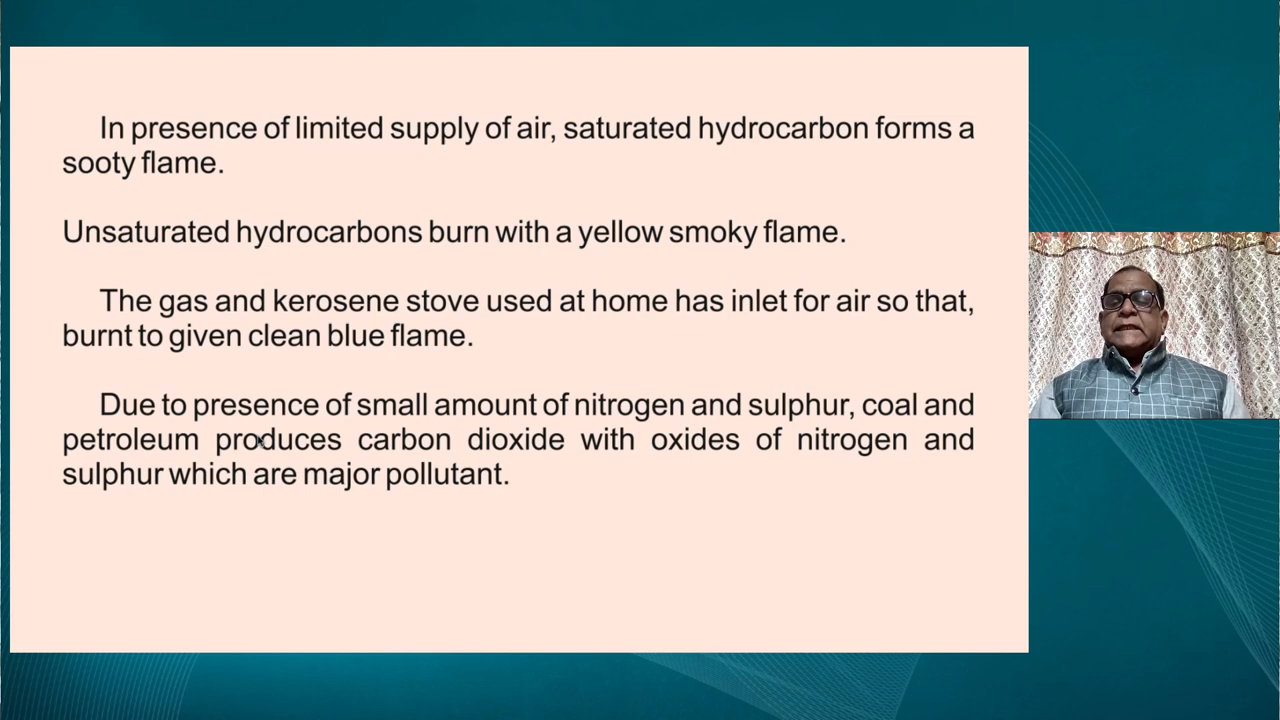 In presence of limited supply of air, saturated hydrocarbon forms a
sooty flame.
Unsaturated hydrocarbons burn with a yellow smoky flame.
The gas and kerosene stove used at home has inlet for air so that,
burnt to given clean blue flame.
Due to presence of small amount of nitrogen and sulphur, coal and
petroleum produces carbon dioxide with oxides of nitrogen and
sulphur which are major pollutant.